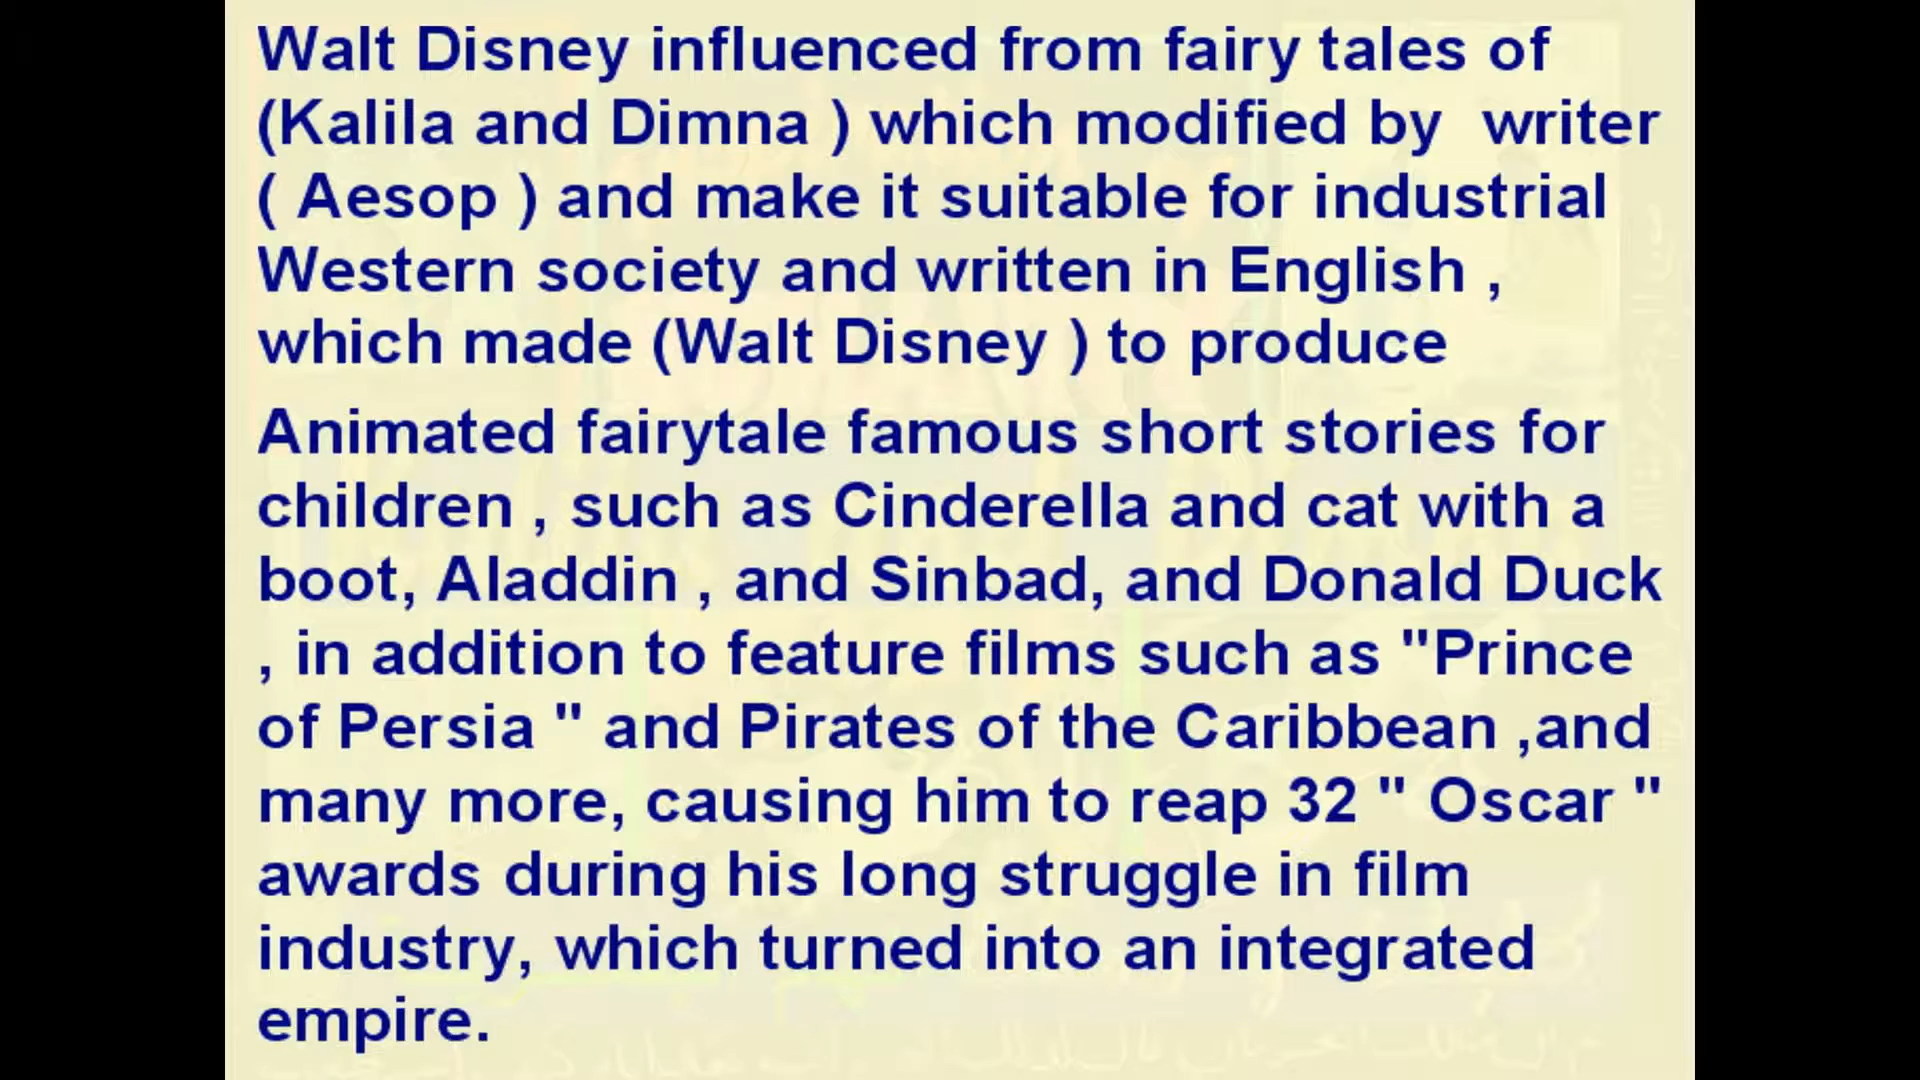 Walt Disney influenced from fairy tales of
(Kalila and Dimna ) which modified by writer
( Aesop ) and make it suitable for industrial
Western society and written in English ,
which made (Walt Disney ) to produce
Animated fairytale famous short stories for
children , such as Cinderella and cat with a
boot, Aladdin , and Sinbad, and Donald Duck
, in addition to feature films such as "Prince
of Persia " and Pirates of the Caribbean ,and
many more, causing him to reap 32 " Oscar "
awards during his long struggle in film
industry, which turned into an integrated
empire.